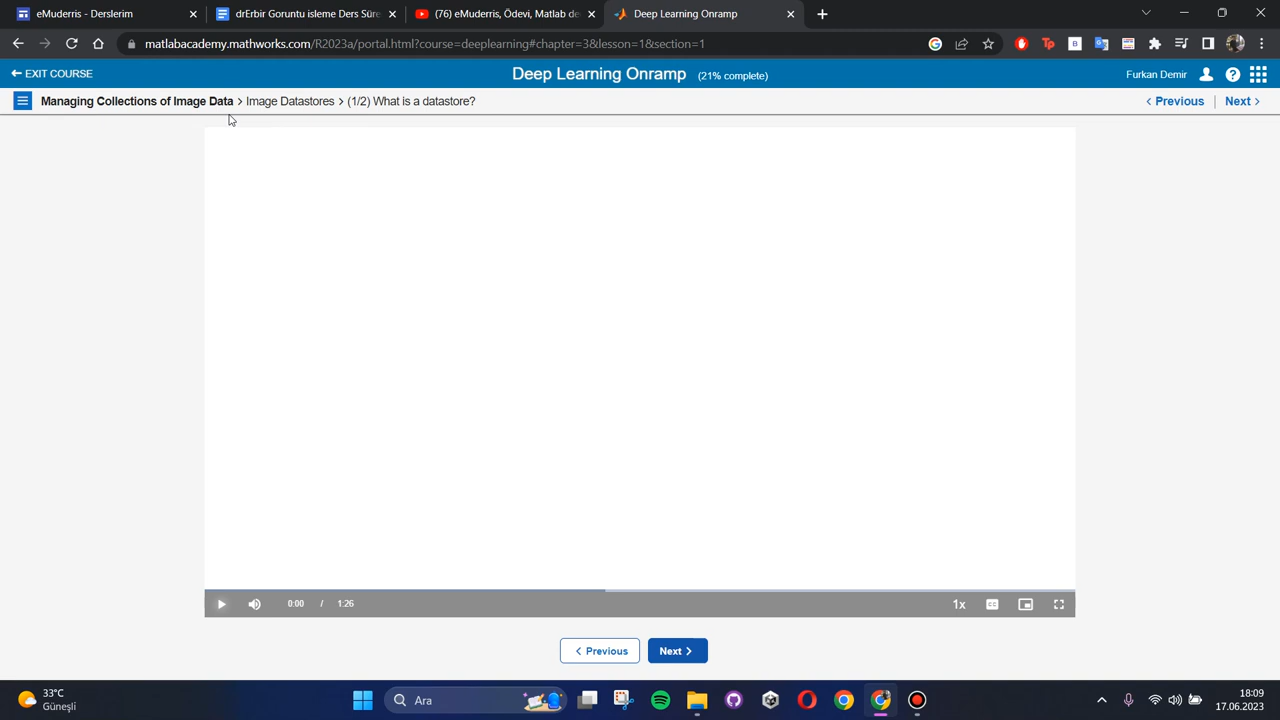 eMuderris - Derslerim
drErbir Goruntu isleme Ders Süre
(76) eMuderris, Ödevi, Matlab de
Deep Learning Onramp
matlabacademy.mathworks.com/R2023a/portal.html?course=deeplearning#chapter=3&lesson=1&section=1
EXIT COURSE
Deep Learning Onramp (21% complete)
Furkan Demir
Managing Collections of Image Data > Image Datastores > (1/2) What is a datastore?
< Previous | Next >
0:00 / 1:26
1x
CC
< Previous
Next >
33°C
Güneşli
Ara
18:09
17.06.2023